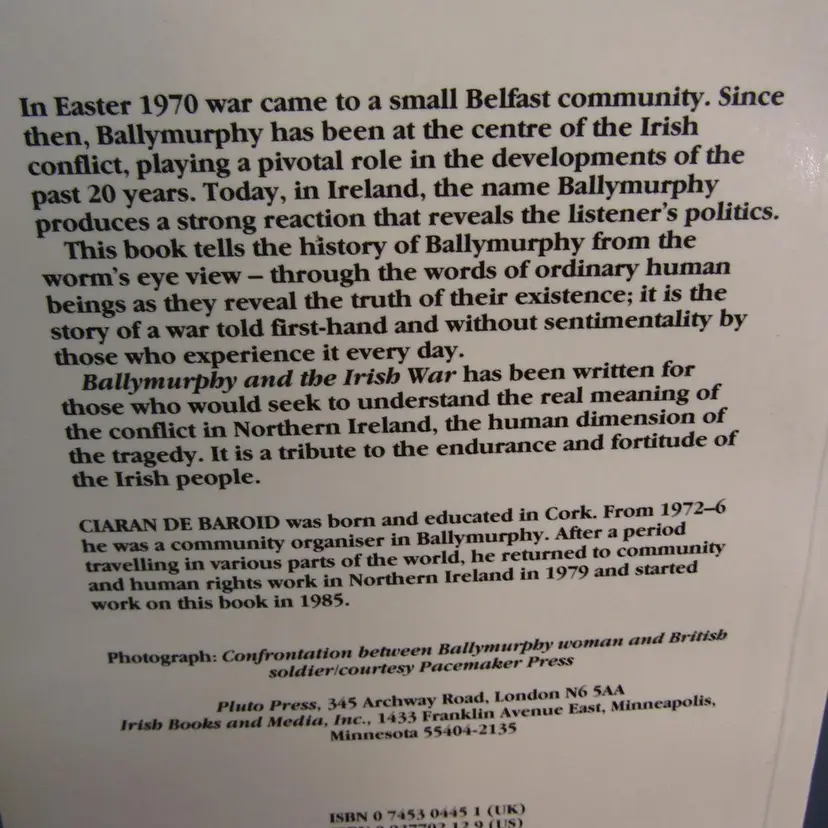 In Easter 1970 war came to a small Belfast community. Since
then, Ballymurphy has been at the centre of the Irish
conflict, playing a pivotal role in the developments of the
past 20 years. Today, in Ireland, the name Ballymurphy
produces a strong reaction that reveals the listener's politics.
This book tells the history of Ballymurphy from the
worm's eye view – through the words of ordinary human
beings as they reveal the truth of their existence; it is the
story of a war told first-hand and without sentimentality by
those who experience it every day.
Ballymurphy and the Irish War has been written for
those who would seek to understand the real meaning of
the conflict in Northern Ireland, the human dimension of
the tragedy. It is a tribute to the endurance and fortitude of
the Irish people.
CIARAN DE BAROID was born and educated in Cork. From 1972–6
he was a community organiser in Ballymurphy. After a period
travelling in various parts of the world, he returned to community
and human rights work in Northern Ireland in 1979 and started
work on this book in 1985.
Photograph: Confrontation between Ballymurphy woman and British
soldier/courtesy Pacemaker Press
Pluto Press, 345 Archway Road, London N6 5AA
Irish Books and Media, Inc., 1433 Franklin Avenue East, Minneapolis,
Minnesota 55404-2135
ISBN 0 7453 0445 1 (UK)
12 9 (US)